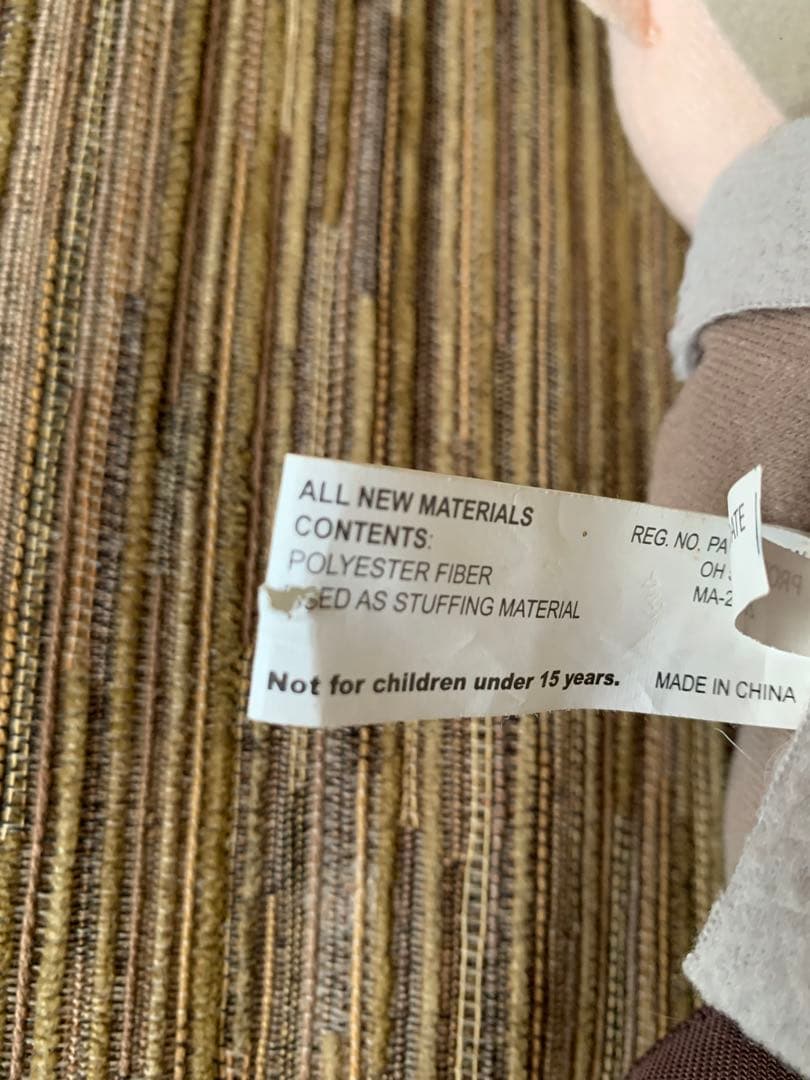 ALL NEW MATERIALS
CONTENTS:
POLYESTER FIBER
SED AS STUFFING MATERIAL
REG. NO. PA
OH
MA-2
ATE
Not for children under 15 years.
MADE IN CHINA